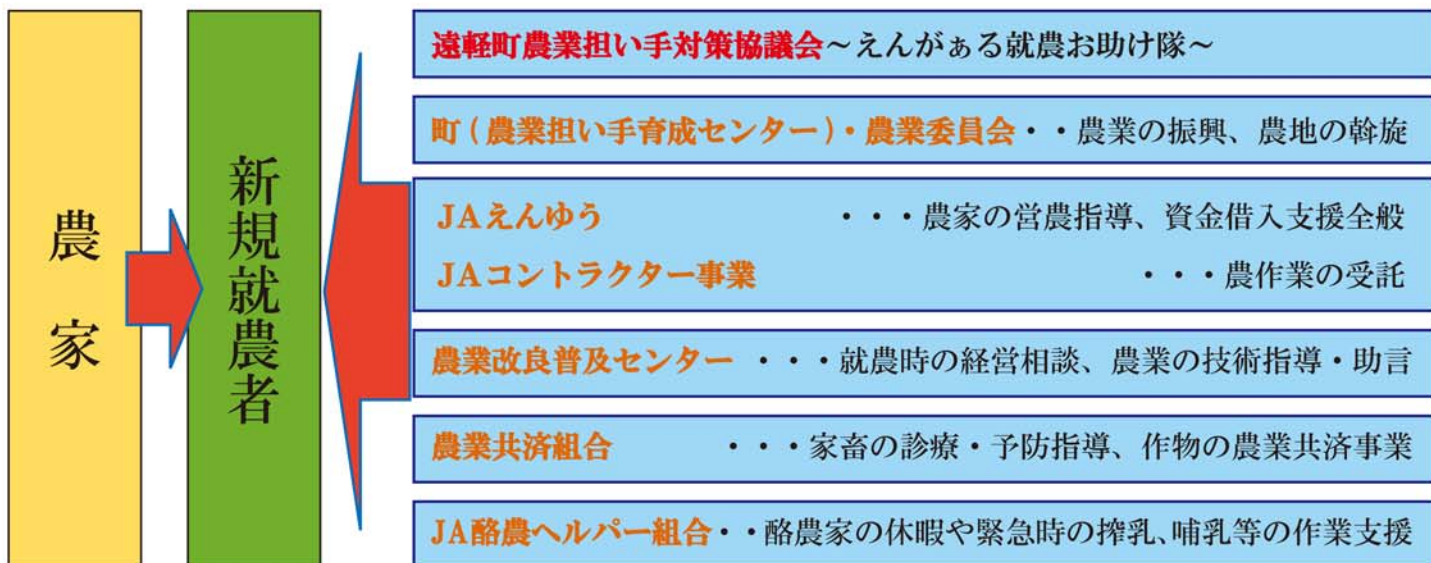 農家
新規就農者
遠軽町農業担い手対策協議会～えんがぁる就農お助け隊～
町(農業担い手育成センター)・農業委員会・・農業の振興、農地の斡旋
JAえんゆう ・・・農家の営農指導、資金借入支援全般
JAコントラクター事業 ・・・農作業の受託
農業改良普及センター ・・・就農時の経営相談、農業の技術指導・助言
農業共済組合 ・・・家畜の診療・予防指導、作物の農業共済事業
JA酪農ヘルパー組合・・酪農家の休暇や緊急時の搾乳、哺乳等の作業支援